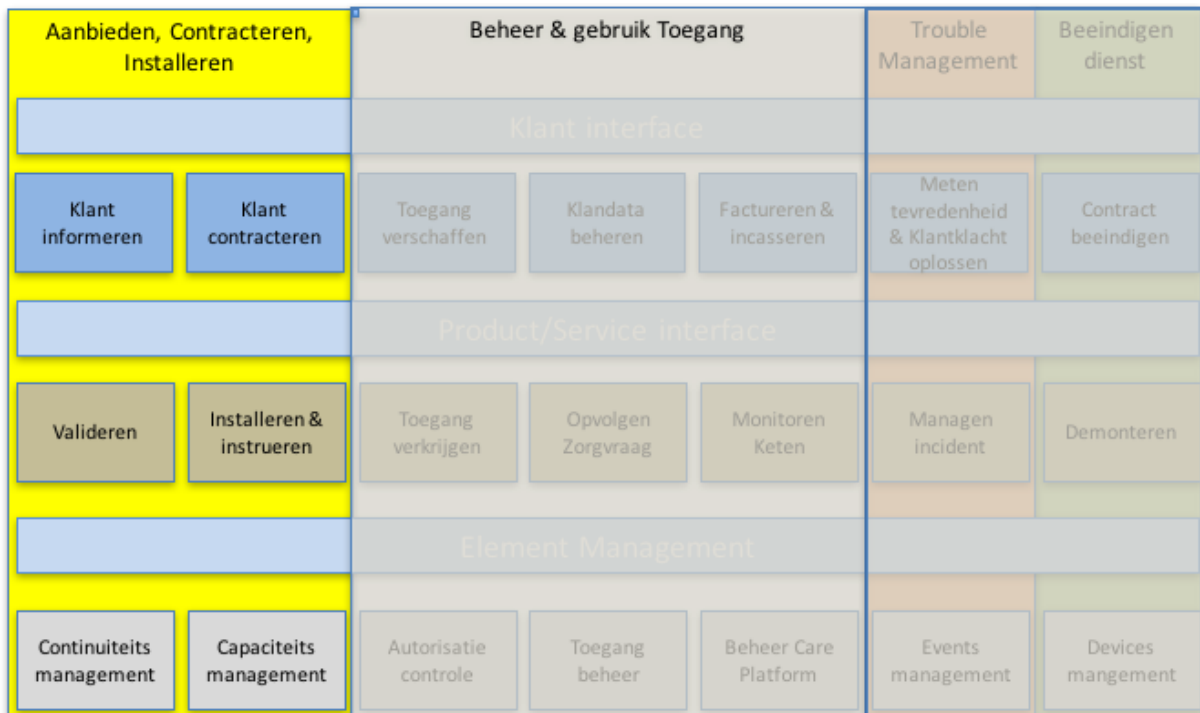 Aanbieden, Contracteren,
Installeren
Beheer & gebruik Toegang
Trouble
Management
Beeindigen
dienst
Klant interface
Klant
informeren
Klant
contracteren
Toegang
verschaffen
Klandata
beheren
Factureren &
incasseren
Meten
tevredenheid
& Klantklacht
oplossen
Contract
beeindigen
Product/Service interface
Valideren
Installeren &
instrueren
Toegang
verkrijgen
Opvolgen
Zorgvraag
Monitoren
Keten
Managen
incident
Demonteren
Element Management
Continuiteits
management
Capaciteits
management
Autorisatie
controle
Toegang
beheer
Beheer Care
Platform
Events
management
Devices
mangement